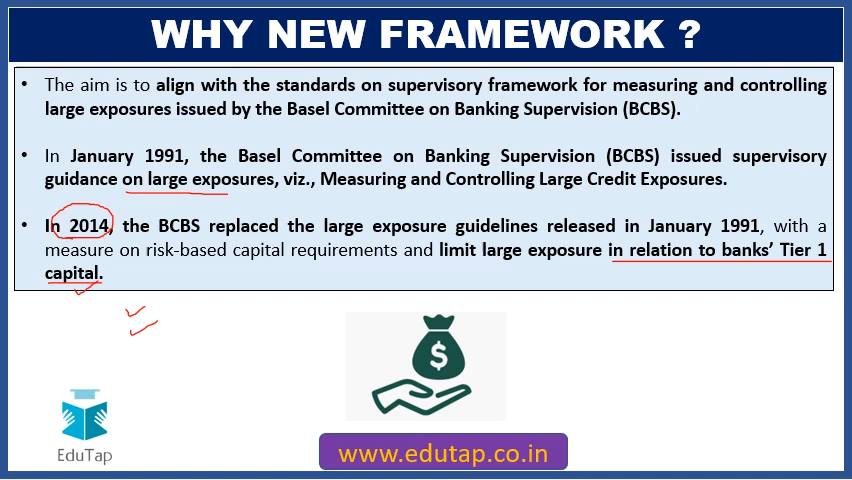 WHY NEW FRAMEWORK ?
• The aim is to align with the standards on supervisory framework for measuring and controlling
large exposures issued by the Basel Committee on Banking Supervision (BCBS).
• In January 1991, the Basel Committee on Banking Supervision (BCBS) issued supervisory
guidance on large exposures, viz., Measuring and Controlling Large Credit Exposures.
• In 2014, the BCBS replaced the large exposure guidelines released in January 1991, with a
measure on risk-based capital requirements and limit large exposure in relation to banks’ Tier 1
capital.
$
EduTap
www.edutap.co.in